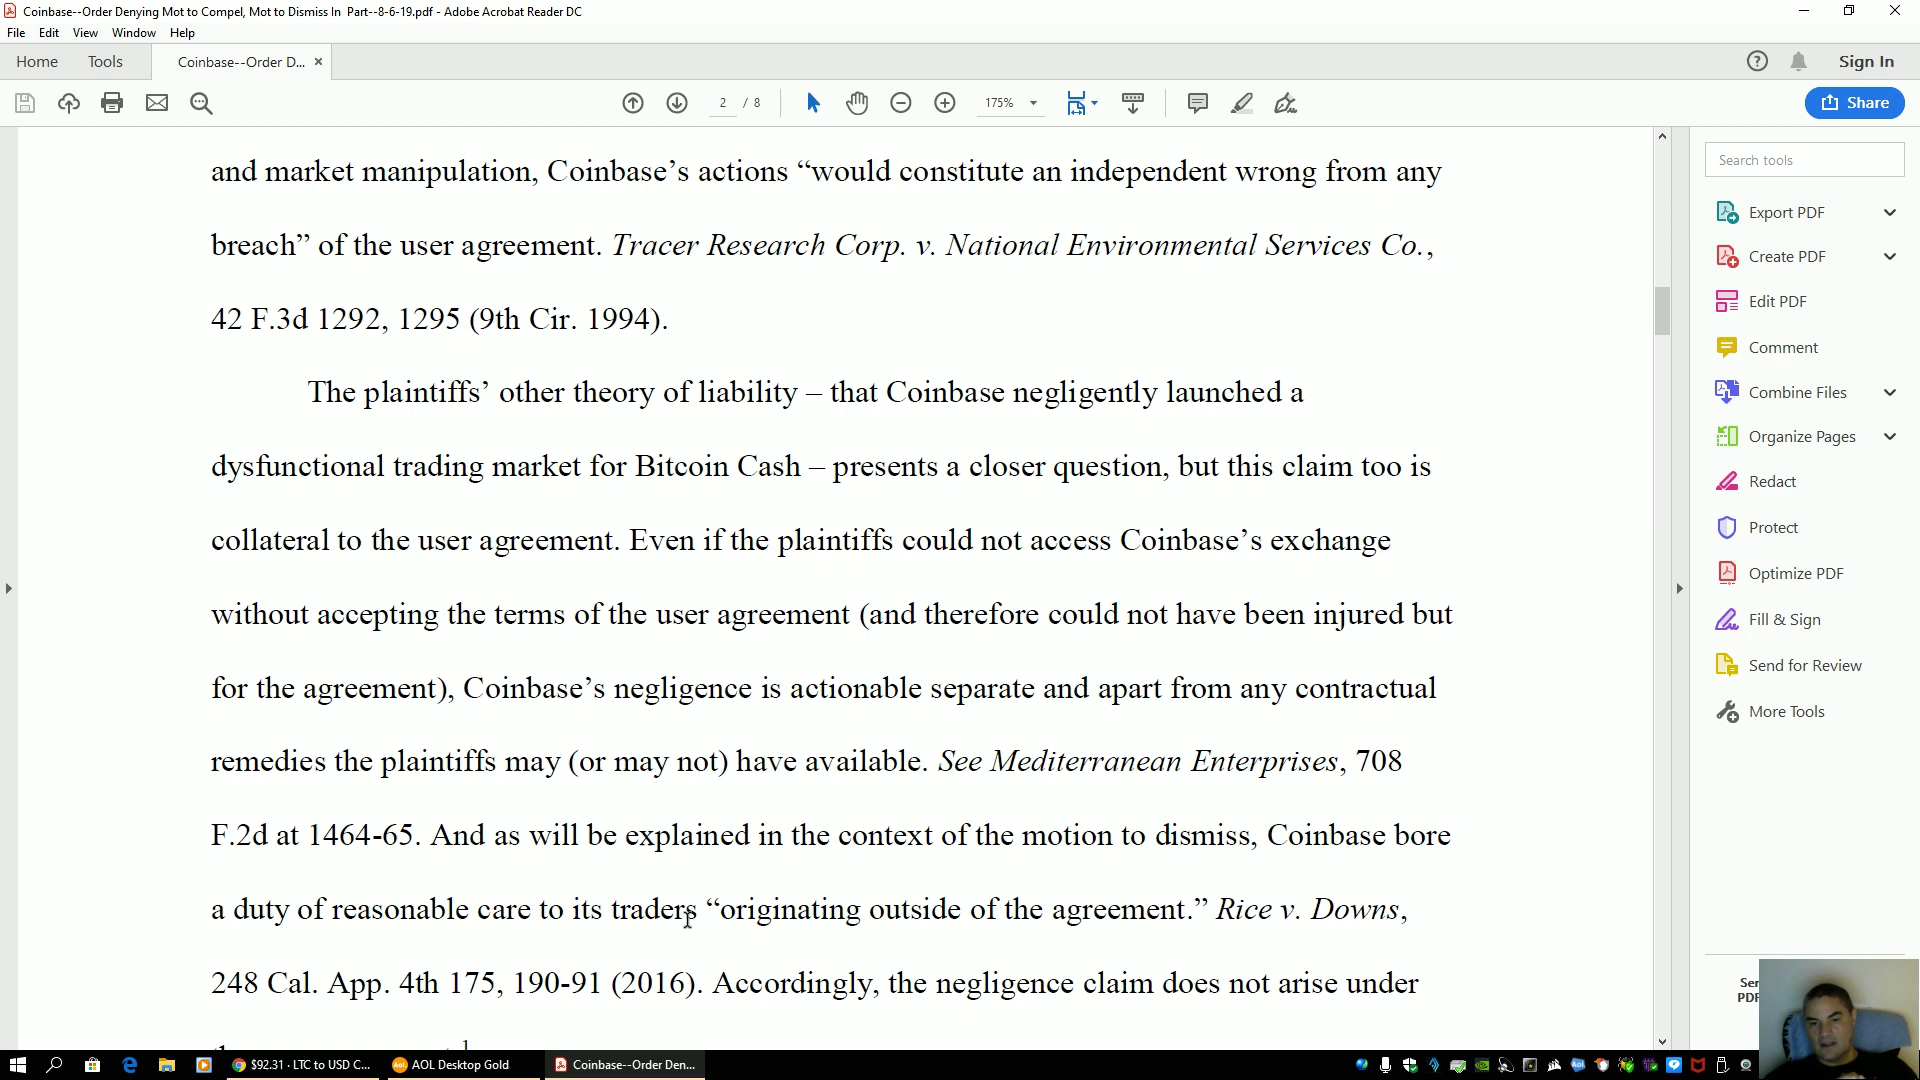 Coinbase--Order Denying Mot to Compel, Mot to Dismiss In Part--8-6-19.pdf - Adobe Acrobat Reader DC
File Edit View Window Help
Home Tools Coinbase--Order D... × Sign In
2 / 8 175% Share
and market manipulation, Coinbase’s actions “would constitute an independent wrong from any
breach” of the user agreement. Tracer Research Corp. v. National Environmental Services Co.,
42 F.3d 1292, 1295 (9th Cir. 1994).
The plaintiffs’ other theory of liability – that Coinbase negligently launched a
dysfunctional trading market for Bitcoin Cash – presents a closer question, but this claim too is
collateral to the user agreement. Even if the plaintiffs could not access Coinbase’s exchange
without accepting the terms of the user agreement (and therefore could not have been injured but
for the agreement), Coinbase’s negligence is actionable separate and apart from any contractual
remedies the plaintiffs may (or may not) have available. See Mediterranean Enterprises, 708
F.2d at 1464-65. And as will be explained in the context of the motion to dismiss, Coinbase bore
a duty of reasonable care to its traders “originating outside of the agreement.” Rice v. Downs,
248 Cal. App. 4th 175, 190-91 (2016). Accordingly, the negligence claim does not arise under
Search tools
Export PDF
Create PDF
Edit PDF
Comment
Combine Files
Organize Pages
Redact
Protect
Optimize PDF
Fill & Sign
Send for Review
More Tools
$92.31 · LTC to USD C... AOL Desktop Gold Coinbase--Order Den...